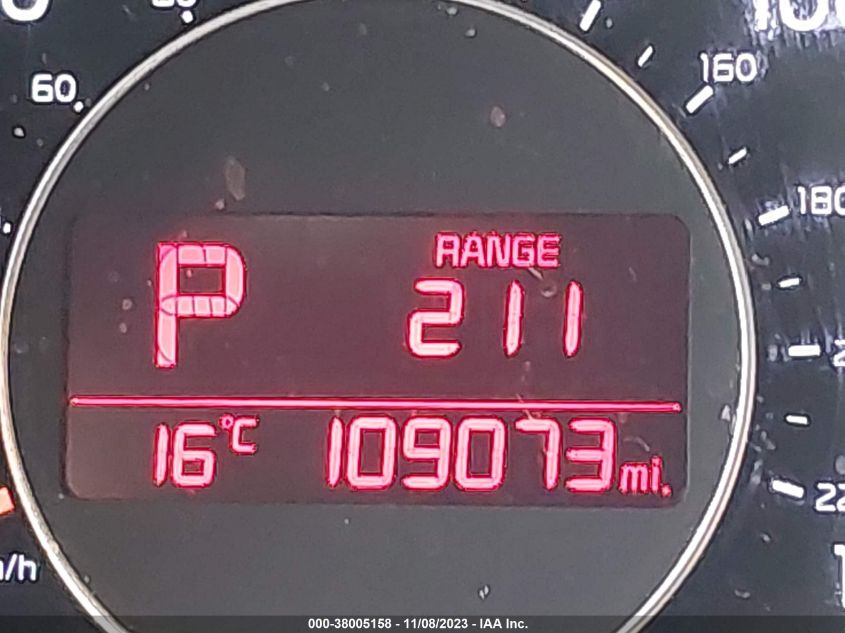 60
160
180
P
RANGE
211
16°C
109073 mi.
000-38005158 - 11/08/2023 - IAA Inc.